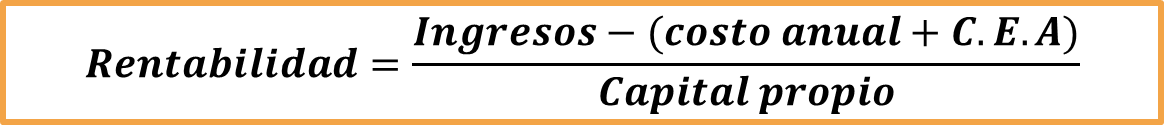 Rentabilidad = Ingresos − (costo anual + C.E.A) / Capital propio